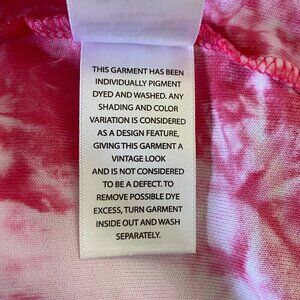 THIS GARMENT HAS BEEN
INDIVIDUALLY PIGMENT
DYED AND WASHED. ANY
SHADING AND COLOR
VARIATION IS CONSIDERED
AS A DESIGN FEATURE,
GIVING THIS GARMENT A
VINTAGE LOOK
AND IS NOT CONSIDERED
TO BE A DEFECT. TO
REMOVE POSSIBLE DYE
EXCESS, TURN GARMENT
INSIDE OUT AND WASH
SEPARATELY.